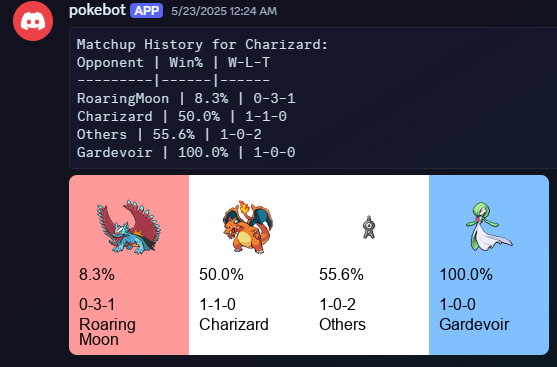 pokebot APP 5/23/2025 12:24 AM
Matchup History for Charizard:
Opponent | Win% | W-L-T
---------|------|------
RoaringMoon | 8.3% | 0-3-1
Charizard | 50.0% | 1-1-0
Others | 55.6% | 1-0-2
Gardevoir | 100.0% | 1-0-0
8.3% 50.0% 55.6% 100.0%
0-3-1 1-1-0 1-0-2 1-0-0
Roaring Charizard Others Gardevoir
Moon